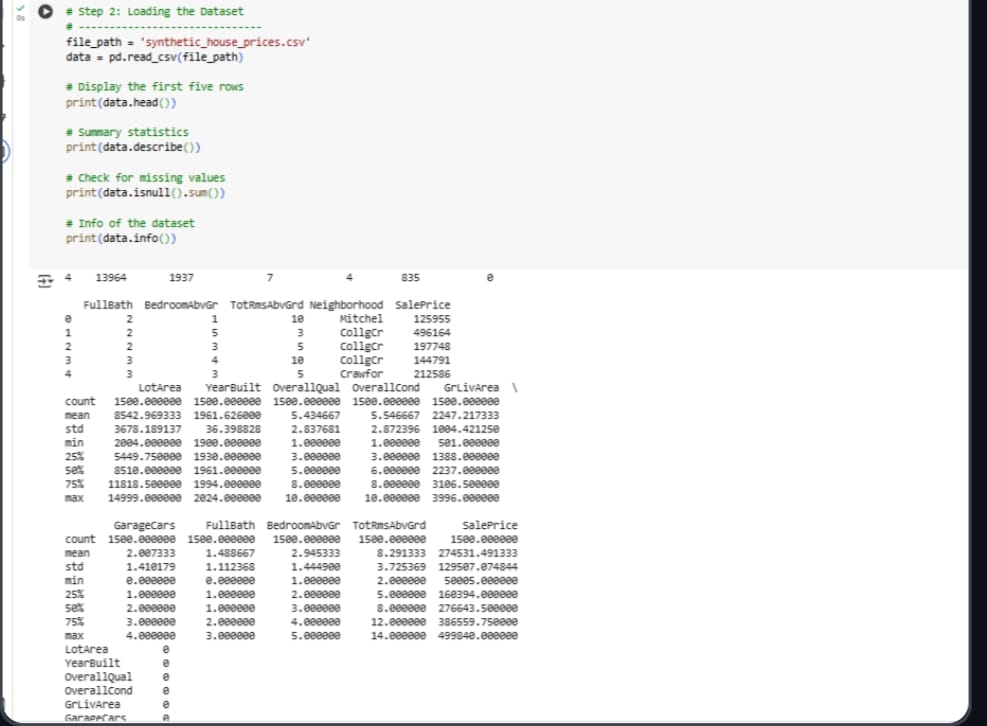 0s
# Step 2: Loading the Dataset
# -----------------------------
file_path = 'synthetic_house_prices.csv'
data = pd.read_csv(file_path)
# Display the first five rows
print(data.head())
# Summary statistics
print(data.describe())
# Check for missing values
print(data.isnull().sum())
# Info of the dataset
print(data.info())
4 13964 1937 7 4 835 0
FullBath BedroomAbvGr TotRmsAbvGrd Neighborhood SalePrice
0 2 1 10 Mitchel 125955
1 2 5 3 CollgCr 496164
2 2 3 5 CollgCr 197748
3 3 4 10 CollgCr 144791
4 3 3 5 Crawfor 212586
LotArea YearBuilt OverallQual OverallCond GrLivArea \
count 1500.000000 1500.000000 1500.000000 1500.000000 1500.000000
mean 8542.969333 1961.626000 5.434667 5.546667 2247.217333
std 3678.189137 36.398828 2.837681 2.872396 1004.421250
min 2004.000000 1900.000000 1.000000 1.000000 501.000000
25% 5449.750000 1930.000000 3.000000 3.000000 1388.000000
50% 8510.000000 1961.000000 5.000000 6.000000 2237.000000
75% 11818.500000 1994.000000 8.000000 8.000000 3106.500000
max 14999.000000 2024.000000 10.000000 10.000000 3996.000000
GarageCars FullBath BedroomAbvGr TotRmsAbvGrd SalePrice
count 1500.000000 1500.000000 1500.000000 1500.000000 1500.000000
mean 2.007333 1.488667 2.945333 8.291333 274531.491333
std 1.410179 1.112368 1.444900 3.725369 129507.074844
min 0.000000 0.000000 1.000000 2.000000 50005.000000
25% 1.000000 1.000000 2.000000 5.000000 160394.000000
50% 2.000000 1.000000 3.000000 8.000000 276643.500000
75% 3.000000 2.000000 4.000000 12.000000 386559.750000
max 4.000000 3.000000 5.000000 14.000000 499840.000000
LotArea 0
YearBuilt 0
OverallQual 0
OverallCond 0
GrLivArea 0
GarageCars 0